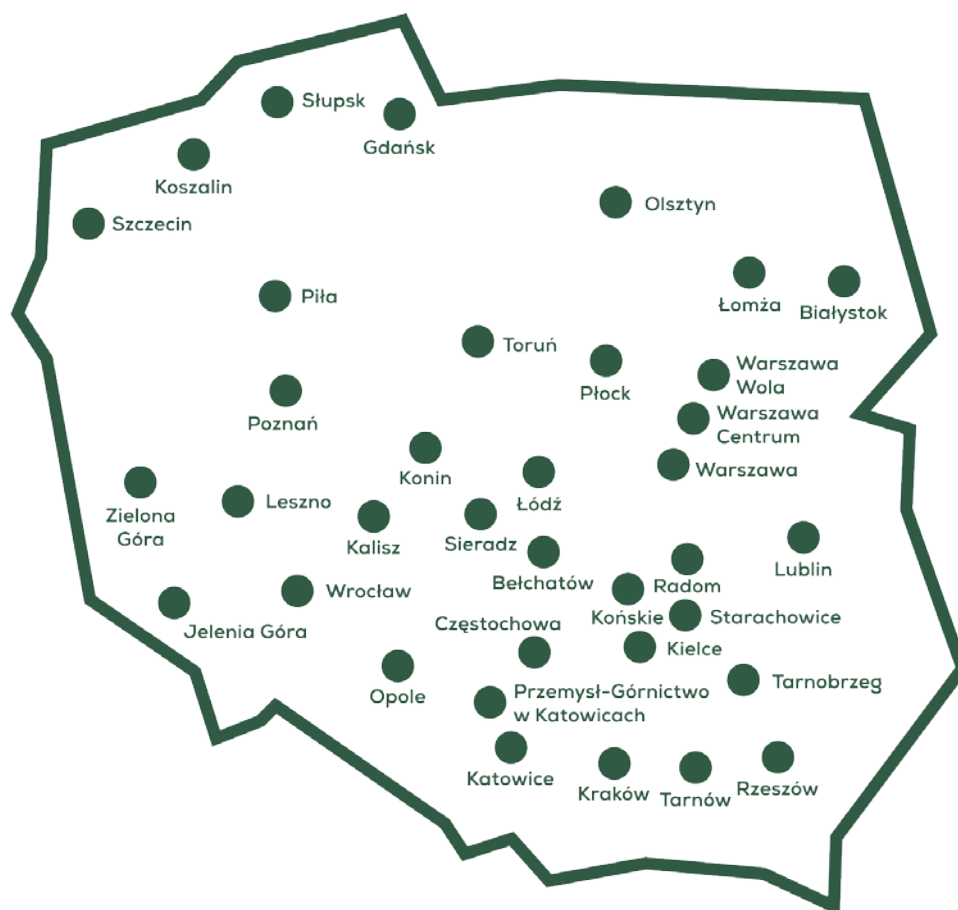 Słupsk
Gdańsk
Koszalin
Szczecin
Olsztyn
Łomża
Białystok
Piła
Toruń
Płock
Warszawa
Wola
Poznań
Warszawa
Centrum
Konin
Warszawa
Łódź
Leszno
Zielona
Góra
Kalisz
Sieradz
Lublin
Bełchatów
Radom
Wrocław
Końskie
Starachowice
Jelenia Góra
Częstochowa
Kielce
Tarnobrzeg
Opole
Przemysł-Górnictwo
w Katowicach
Katowice
Kraków
Tarnów
Rzeszów